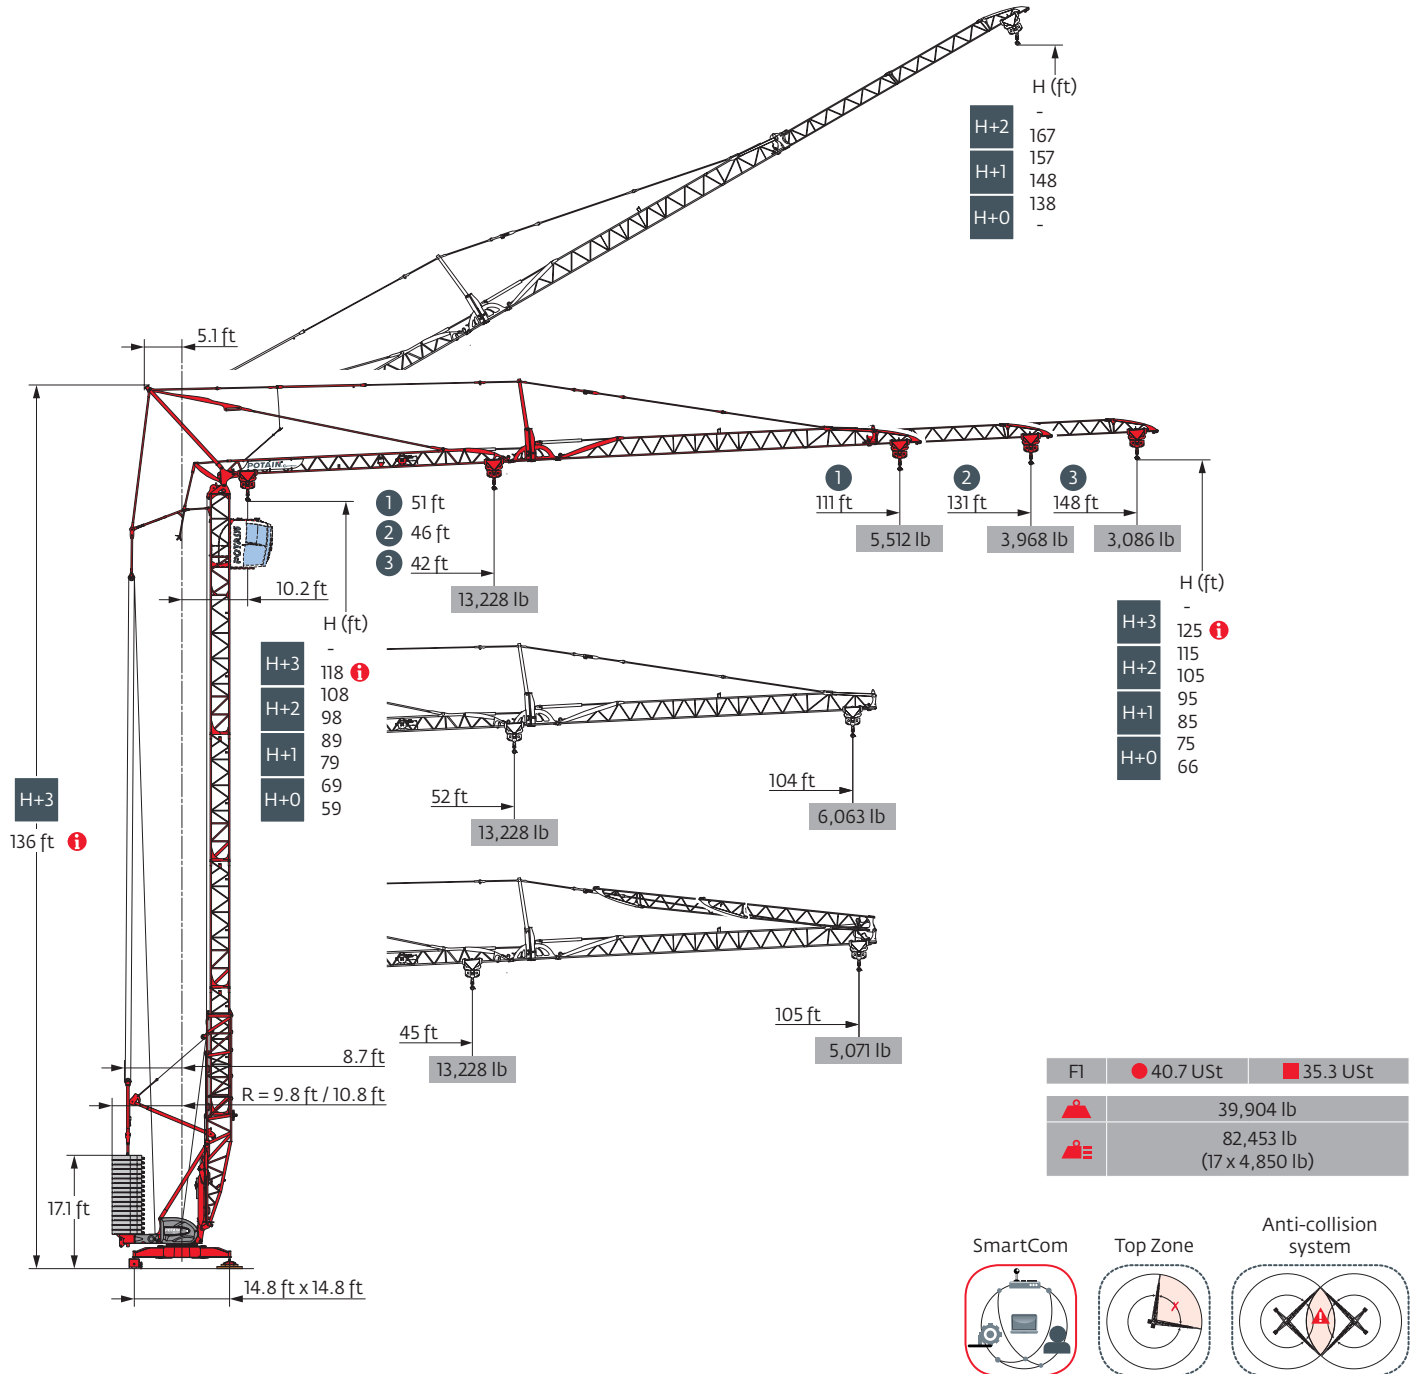 H (ft)
H+2
H+1
H+0
-
167
157
148
138
-
5.1 ft
POTAIN
POTAIN
1 51 ft
2 46 ft
3 42 ft
13,228 lb
1
111 ft
5,512 lb
2
131 ft
3,968 lb
3
148 ft
3,086 lb
10.2 ft
H (ft)
H+3
H+2
H+1
H+0
-
118 i
108
98
89
79
69
59
H (ft)
H+3
H+2
H+1
H+0
-
125 i
115
105
95
85
75
66
H+3
136 ft i
52 ft
13,228 lb
104 ft
6,063 lb
45 ft
13,228 lb
105 ft
5,071 lb
8.7 ft
R = 9.8 ft / 10.8 ft
17.1 ft
14.8 ft x 14.8 ft
F1 40.7 USt 35.3 USt
39,904 lb
82,453 lb
(17 x 4,850 lb)
SmartCom
Top Zone
Anti-collision
system